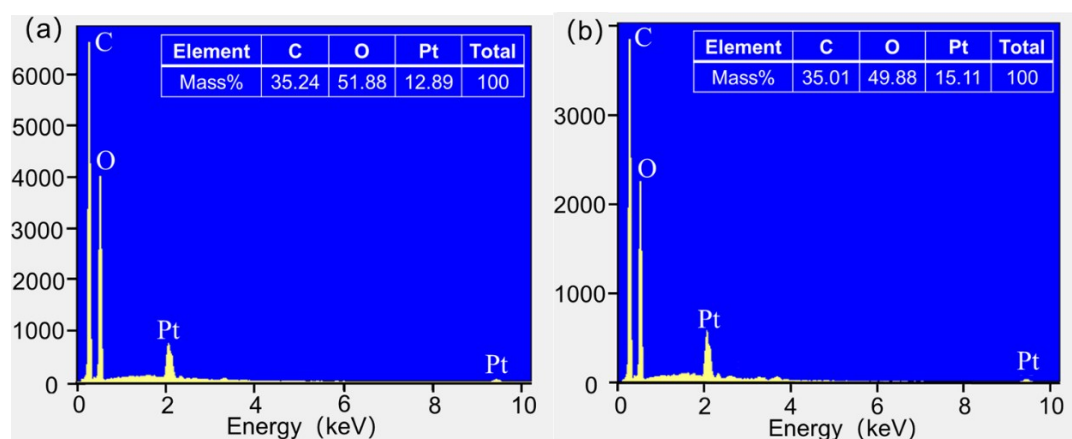 (a)
C
Element C O Pt Total
Mass% 35.24 51.88 12.89 100
6000
5000
O
4000
3000
2000
1000
Pt
Pt
0
0 2 4 6 8 10
Energy (keV)
(b)
C
Element C O Pt Total
Mass% 35.01 49.88 15.11 100
4000
3000
O
2000
1000
Pt
Pt
0
0 2 4 6 8 10
Energy (keV)